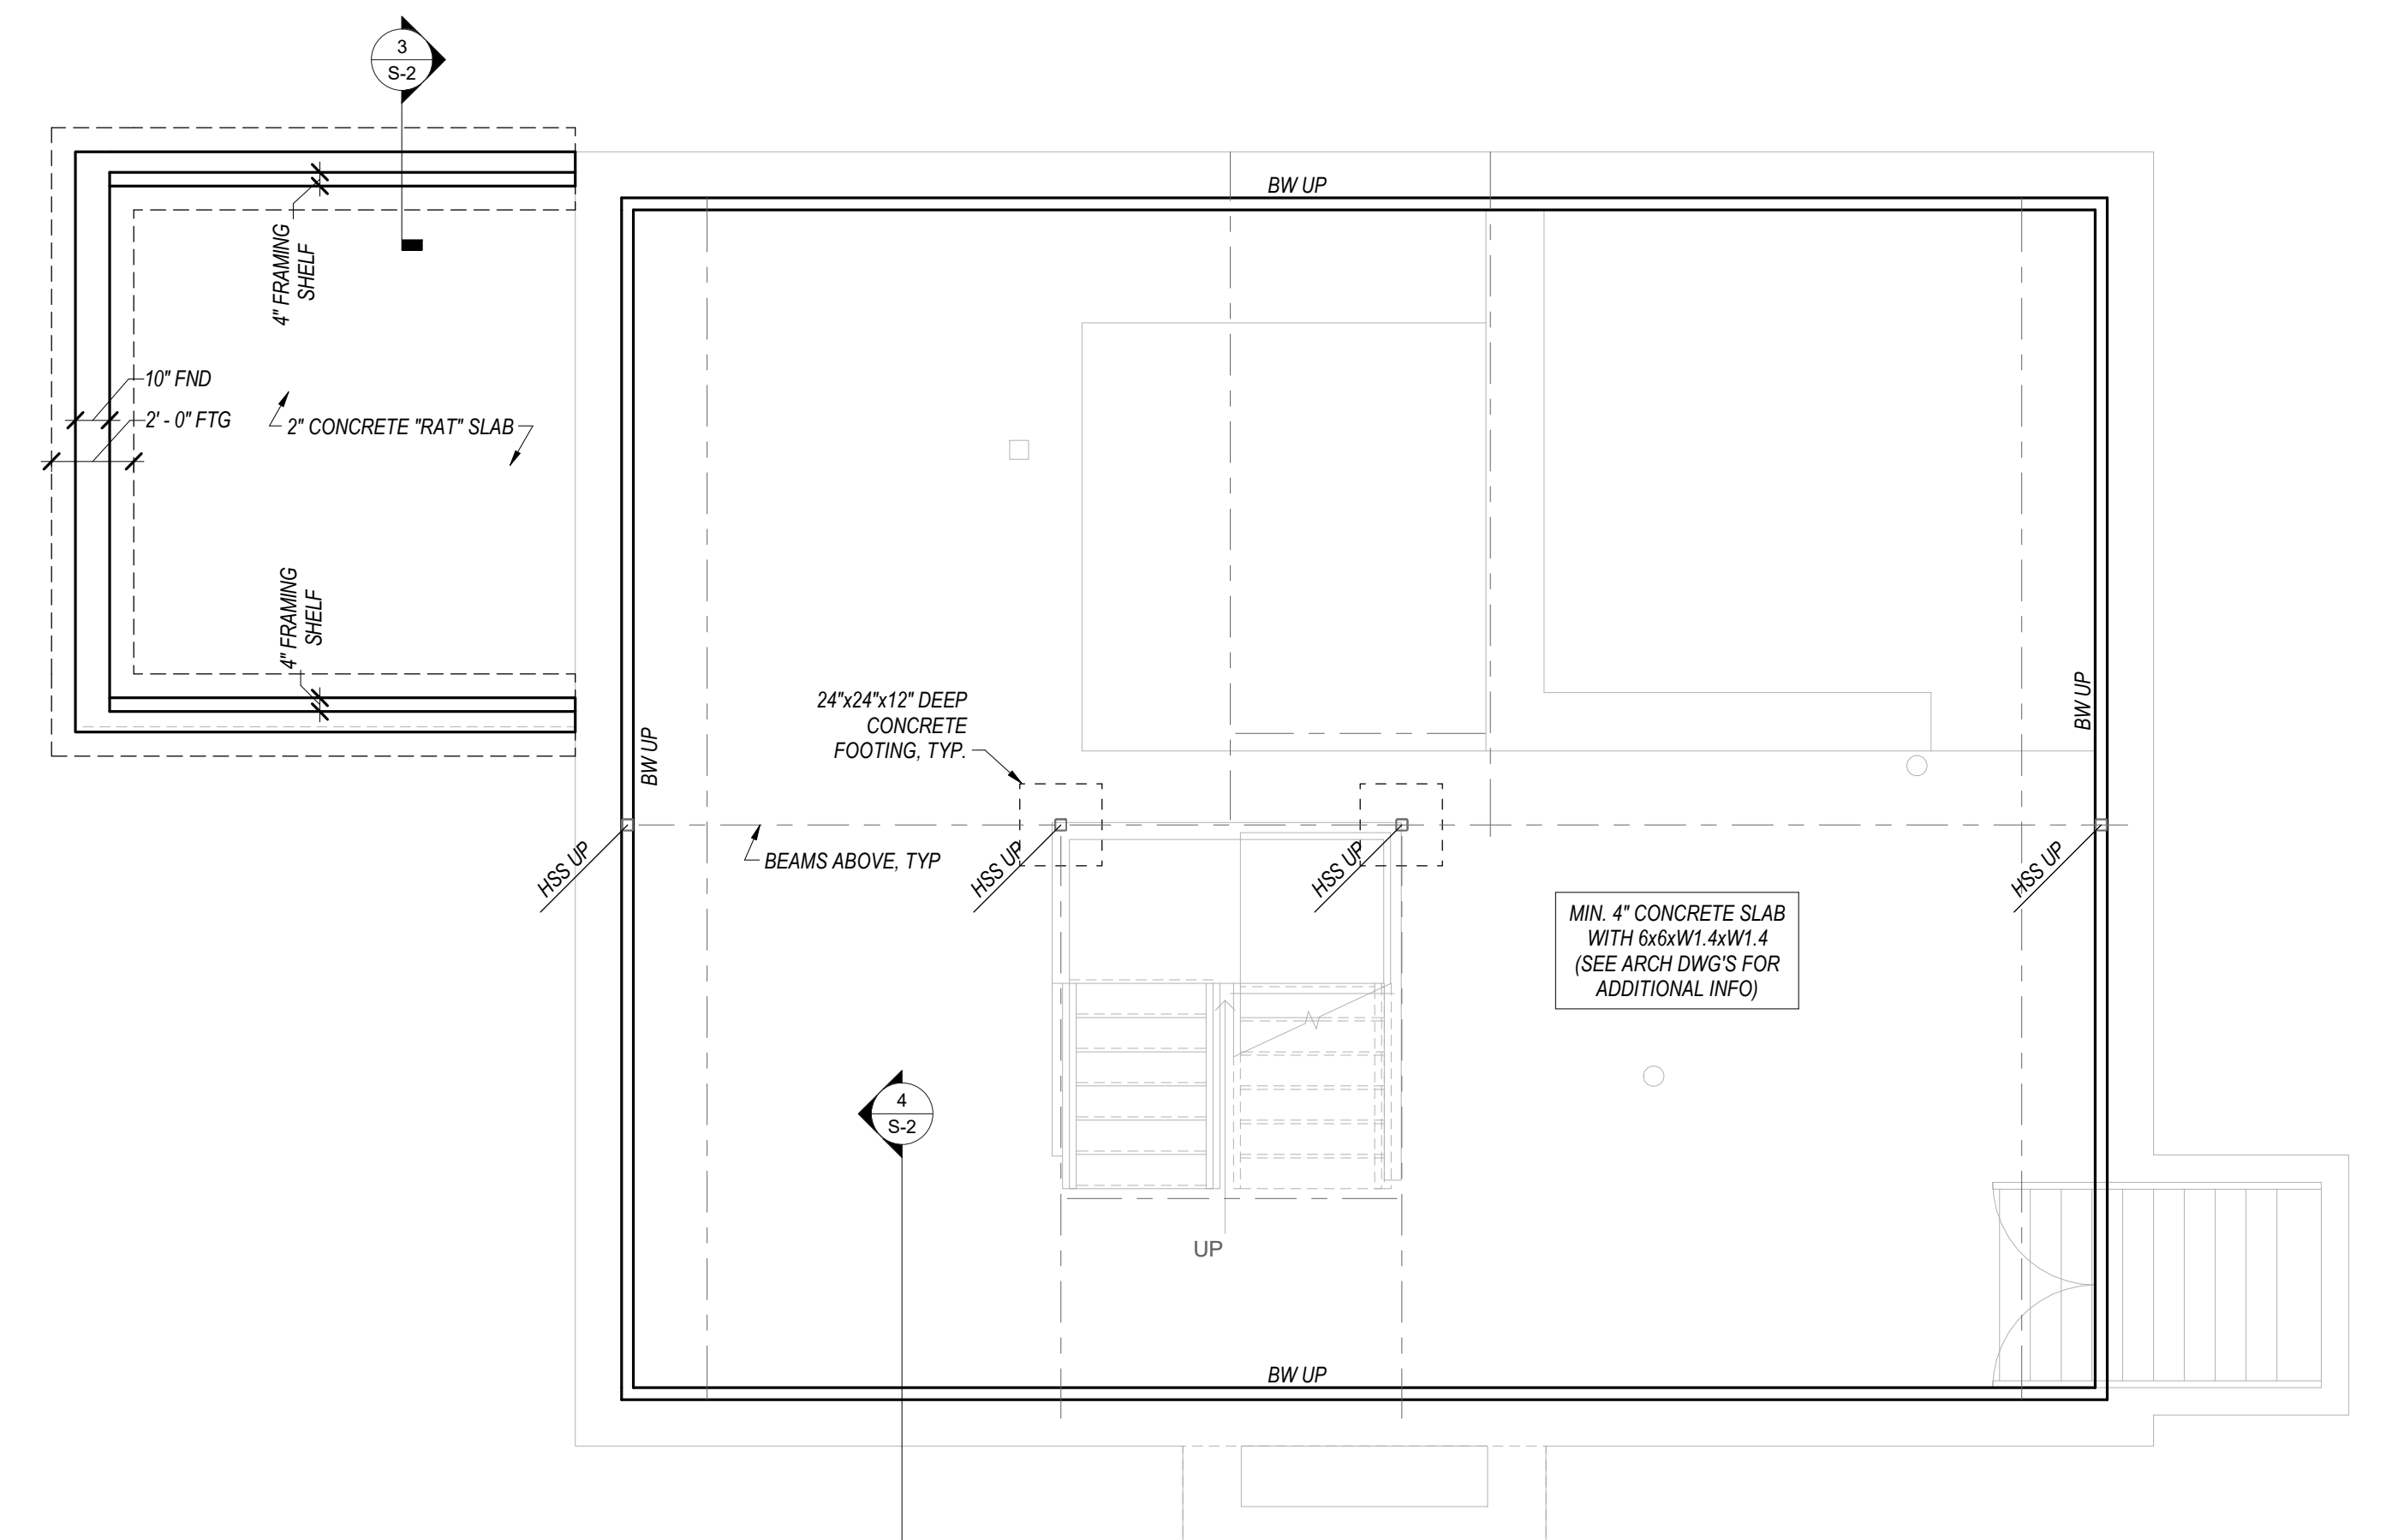 3
S-2
BW UP
4" FRAMING
SHELF
10" FND
2' - 0" FTG
2" CONCRETE "RAT" SLAB
4" FRAMING
SHELF
24"x24"x12" DEEP
CONCRETE
FOOTING, TYP.
BW UP
BW UP
HSS UP
BEAMS ABOVE, TYP
HSS UP
HSS UP
HSS UP
MIN. 4" CONCRETE SLAB
WITH 6x6xW1.4xW1.4
(SEE ARCH DWG'S FOR
ADDITIONAL INFO)
4
S-2
UP
BW UP